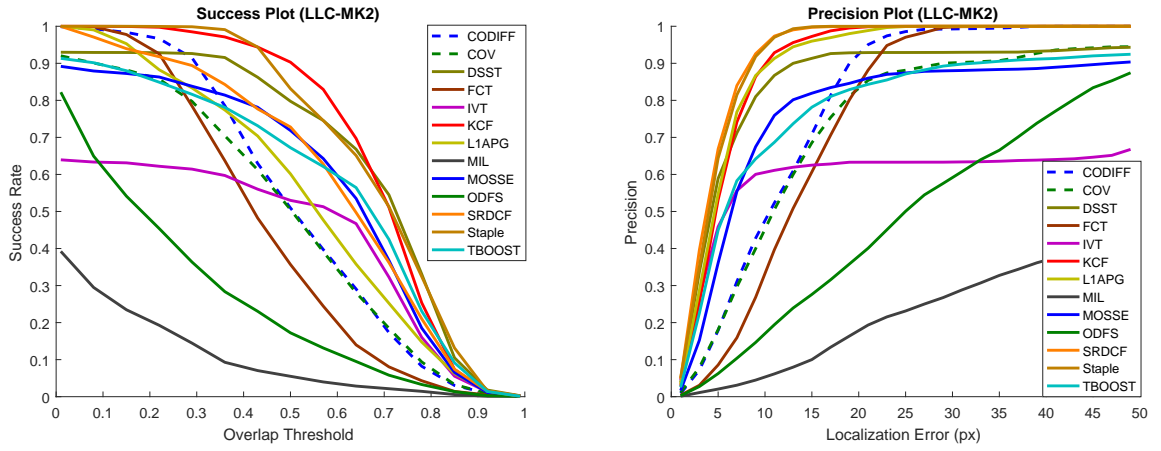 Success Plot (LLC-MK2)
Success Rate
1
0.9
0.8
0.7
0.6
0.5
0.4
0.3
0.2
0.1
0
0
0.1
0.2
0.3
0.4
0.5
0.6
0.7
0.8
0.9
1
Overlap Threshold
CODIFF
COV
DSST
FCT
IVT
KCF
L1APG
MIL
MOSSE
ODFS
SRDCF
Staple
TBOOST
Precision Plot (LLC-MK2)
Precision
1
0.9
0.8
0.7
0.6
0.5
0.4
0.3
0.2
0.1
0
0
5
10
15
20
25
30
35
40
45
50
Localization Error (px)
CODIFF
COV
DSST
FCT
IVT
KCF
L1APG
MIL
MOSSE
ODFS
SRDCF
Staple
TBOOST